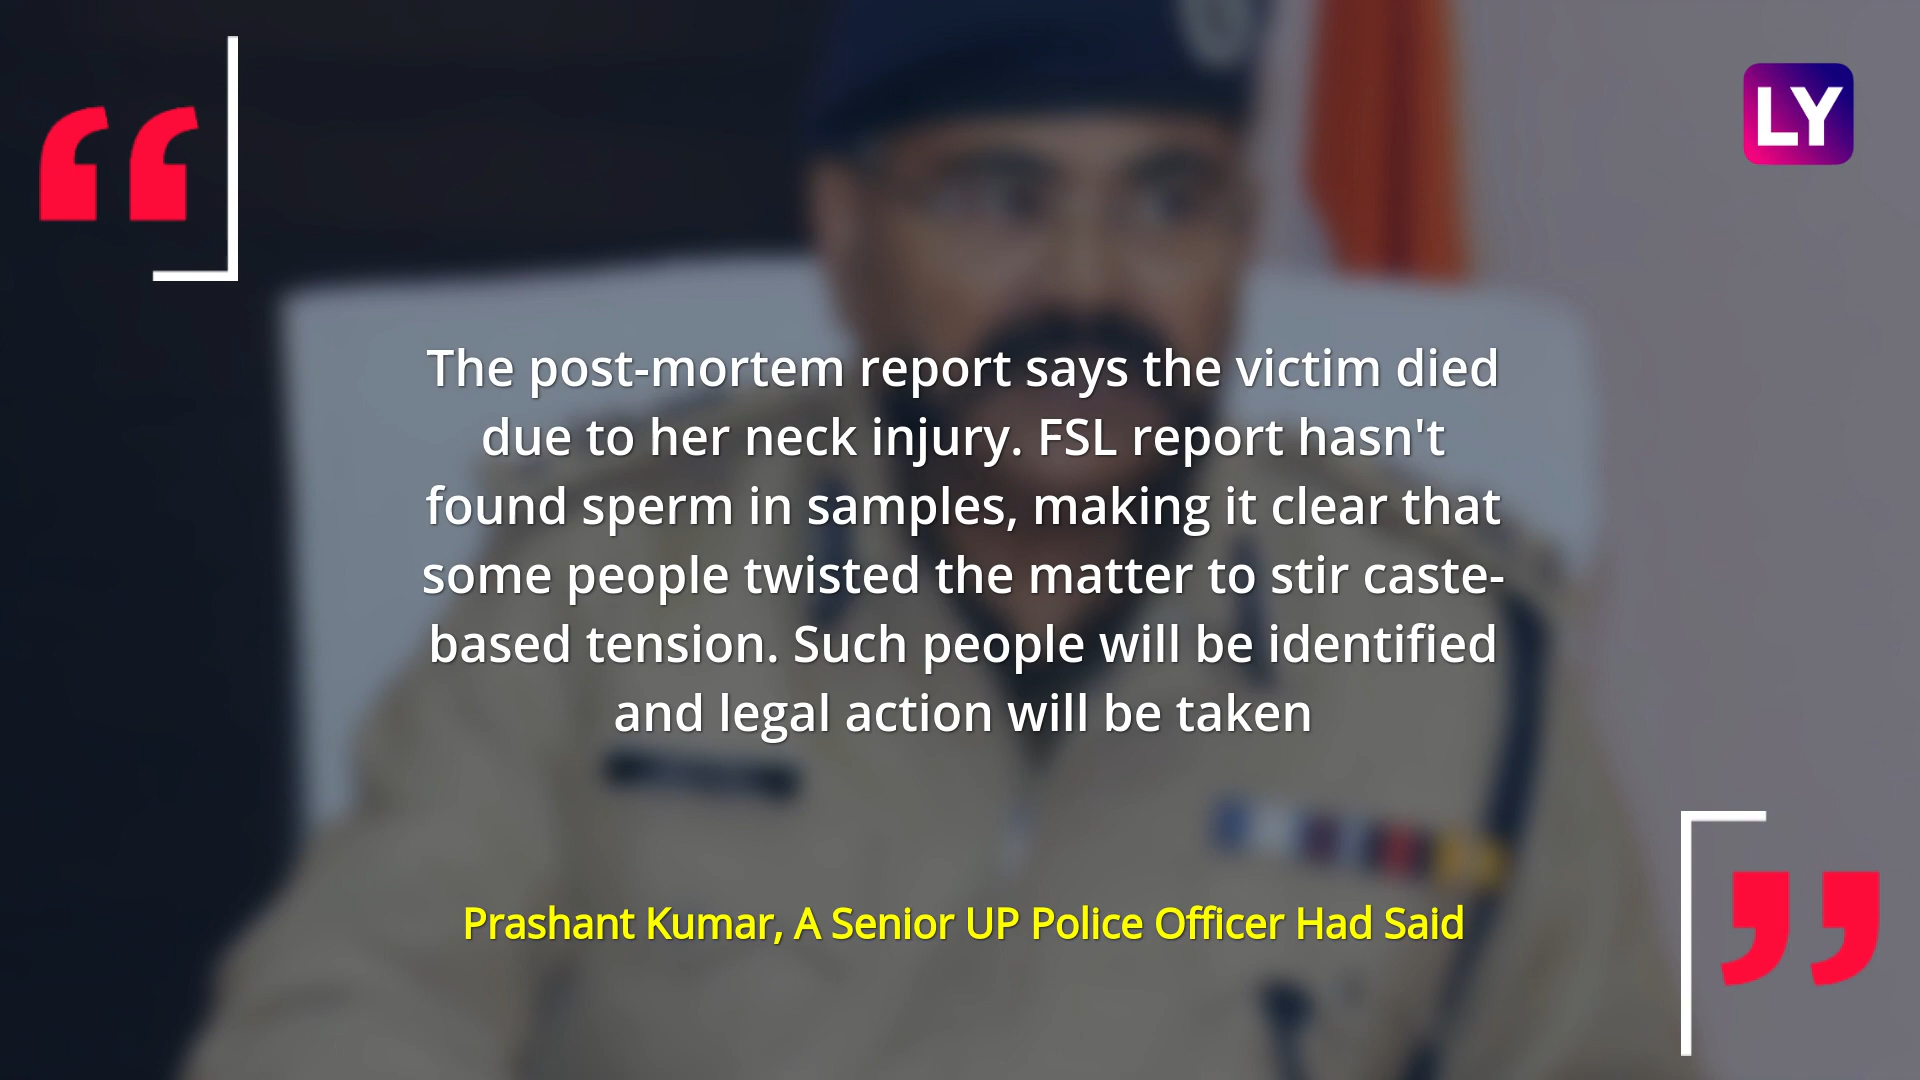 LY
The post-mortem report says the victim died
due to her neck injury. FSL report hasn't
found sperm in samples, making it clear that
some people twisted the matter to stir caste-
based tension. Such people will be identified
and legal action will be taken
Prashant Kumar, A Senior UP Police Officer Had Said